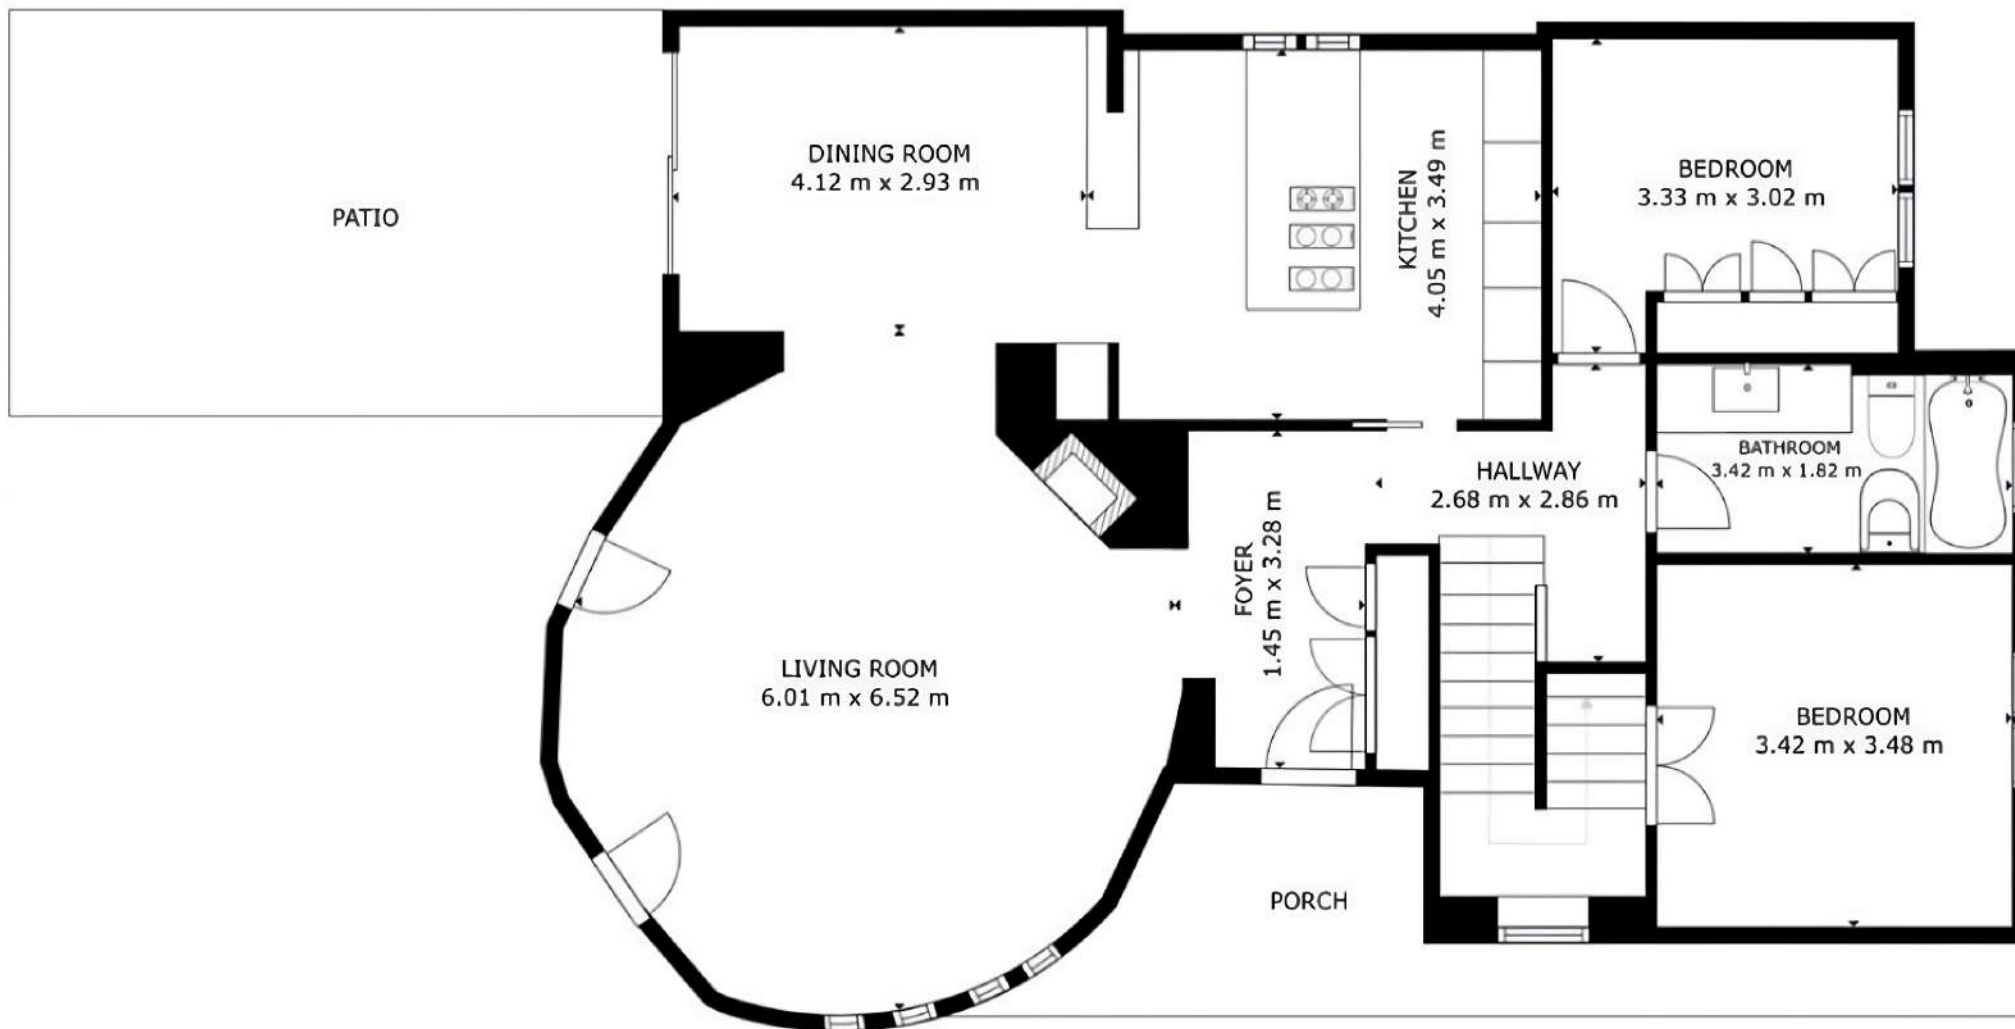 PATIO
DINING ROOM
4.12 m x 2.93 m
KITCHEN
4.05 m x 3.49 m
BEDROOM
3.33 m x 3.02 m
BATHROOM
3.42 m x 1.82 m
HALLWAY
2.68 m x 2.86 m
FOYER
1.45 m x 3.28 m
LIVING ROOM
6.01 m x 6.52 m
BEDROOM
3.42 m x 3.48 m
PORCH